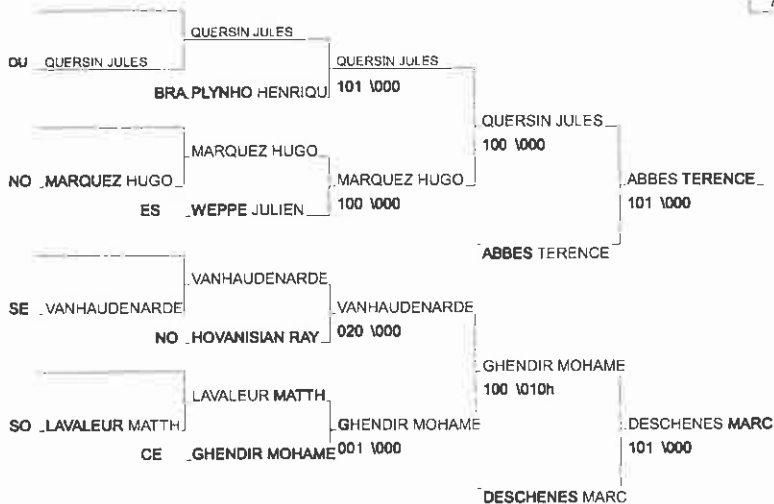 QUERSIN JULES
OU QUERSIN JULES QUERSIN JULES
BRA PLYNHO HENRIQU 101 \000
QUERSIN JULES
100 \000
MARQUEZ HUGO
NO MARQUEZ HUGO MARQUEZ HUGO ABBES TERENCE
ES WEPPE JULIEN 100 \000 101 \000
ABBES TERENCE
VANHAUDENARDE
SE VANHAUDENARDE VANHAUDENARDE
NO HOVANISIAN RAY 020 \000
GHENDIR MOHAME
100 \010h
LAVALEUR MATTH
SO LAVALEUR MATTH GHENDIR MOHAME DESCHENES MARC
CE GHENDIR MOHAME 001 \000 101 \000
DESCHENES MARC